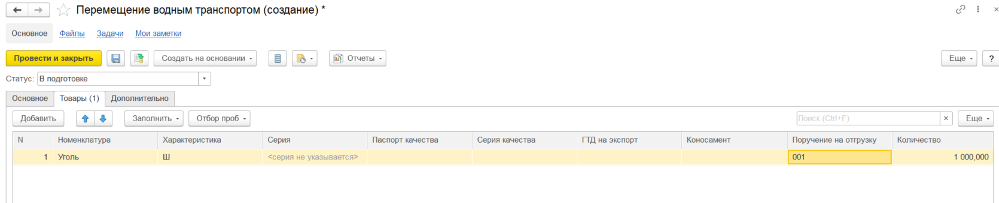 Перемещение водным транспортом (создание) *
Основное Файлы Задачи Мои заметки
Провести и закрыть Создать на основании Отчеты Еще ?
Статус: В подготовке
Основное Товары (1) Дополнительно
Добавить Заполнить Отбор проб Поиск (Ctrl+F) × Еще
N Номенклатура Характеристика Серия Паспорт качества Серия качества ГТД на экспорт Коносамент Поручение на отгрузку Количество
1 Уголь Ш <серия не указывается> 001 1 000,000